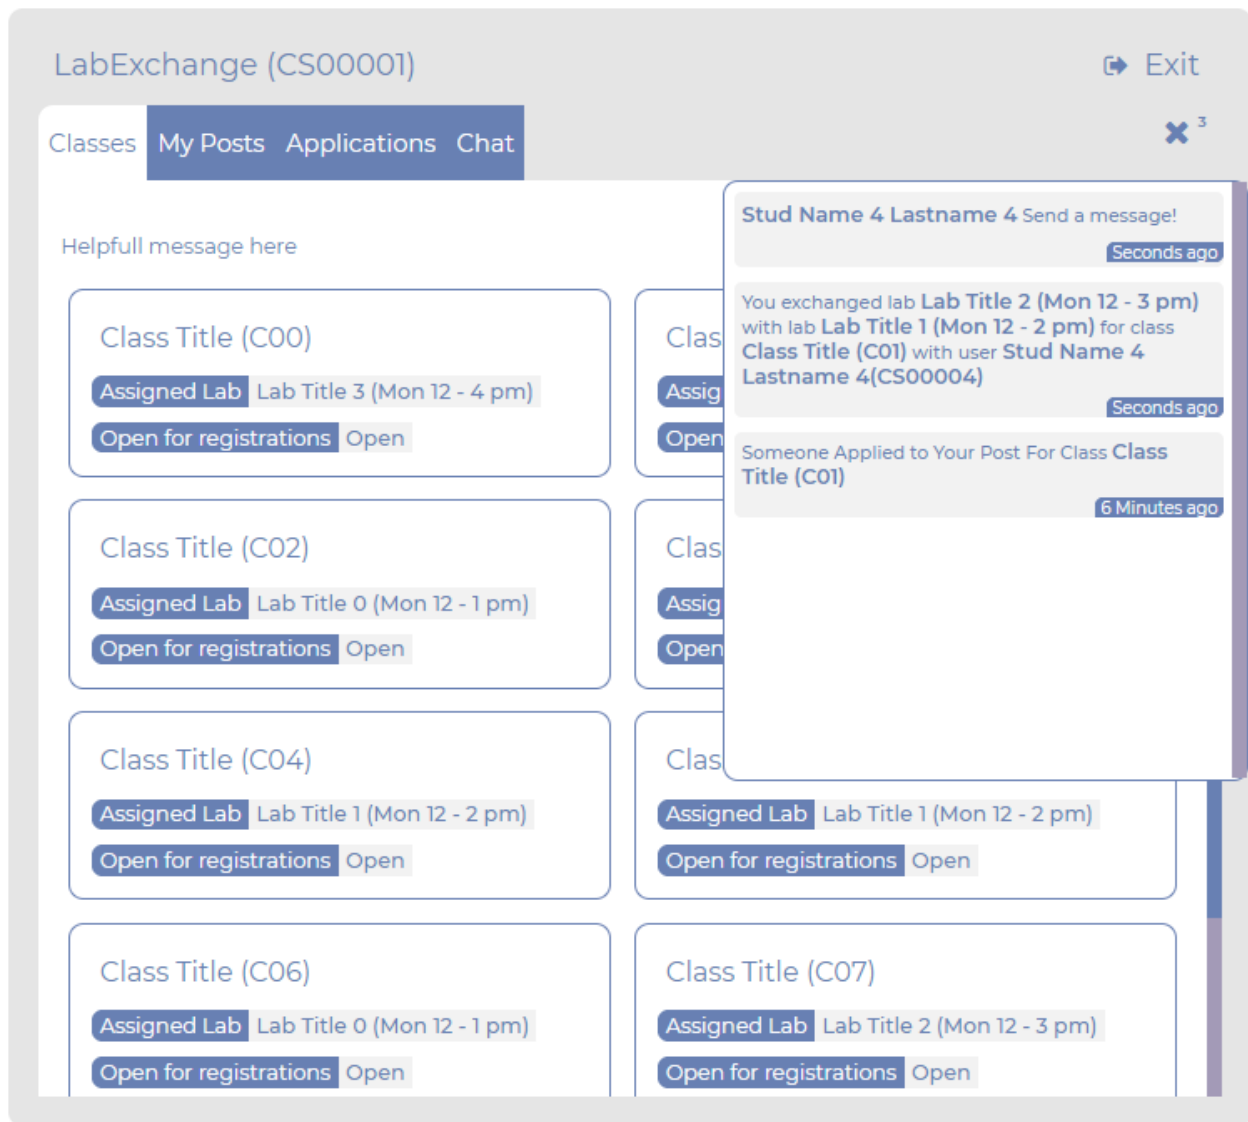 LabExchange (CS00001)
Exit
Classes
My Posts
Applications
Chat
3
Helpfull message here
Stud Name 4 Lastname 4 Send a message!
Seconds ago
You exchanged lab Lab Title 2 (Mon 12 - 3 pm)
with lab Lab Title 1 (Mon 12 - 2 pm) for class
Class Title (C01) with user Stud Name 4
Lastname 4(CS00004)
Seconds ago
Someone Applied to Your Post For Class Class
Title (C01)
6 Minutes ago
Class Title (C00)
Assigned Lab Lab Title 3 (Mon 12 - 4 pm)
Open for registrations Open
Clas
Assig
Open
Class Title (C02)
Assigned Lab Lab Title 0 (Mon 12 - 1 pm)
Open for registrations Open
Clas
Assig
Open
Class Title (C04)
Assigned Lab Lab Title 1 (Mon 12 - 2 pm)
Open for registrations Open
Clas
Assigned Lab Lab Title 1 (Mon 12 - 2 pm)
Open for registrations Open
Class Title (C06)
Assigned Lab Lab Title 0 (Mon 12 - 1 pm)
Open for registrations Open
Class Title (C07)
Assigned Lab Lab Title 2 (Mon 12 - 3 pm)
Open for registrations Open